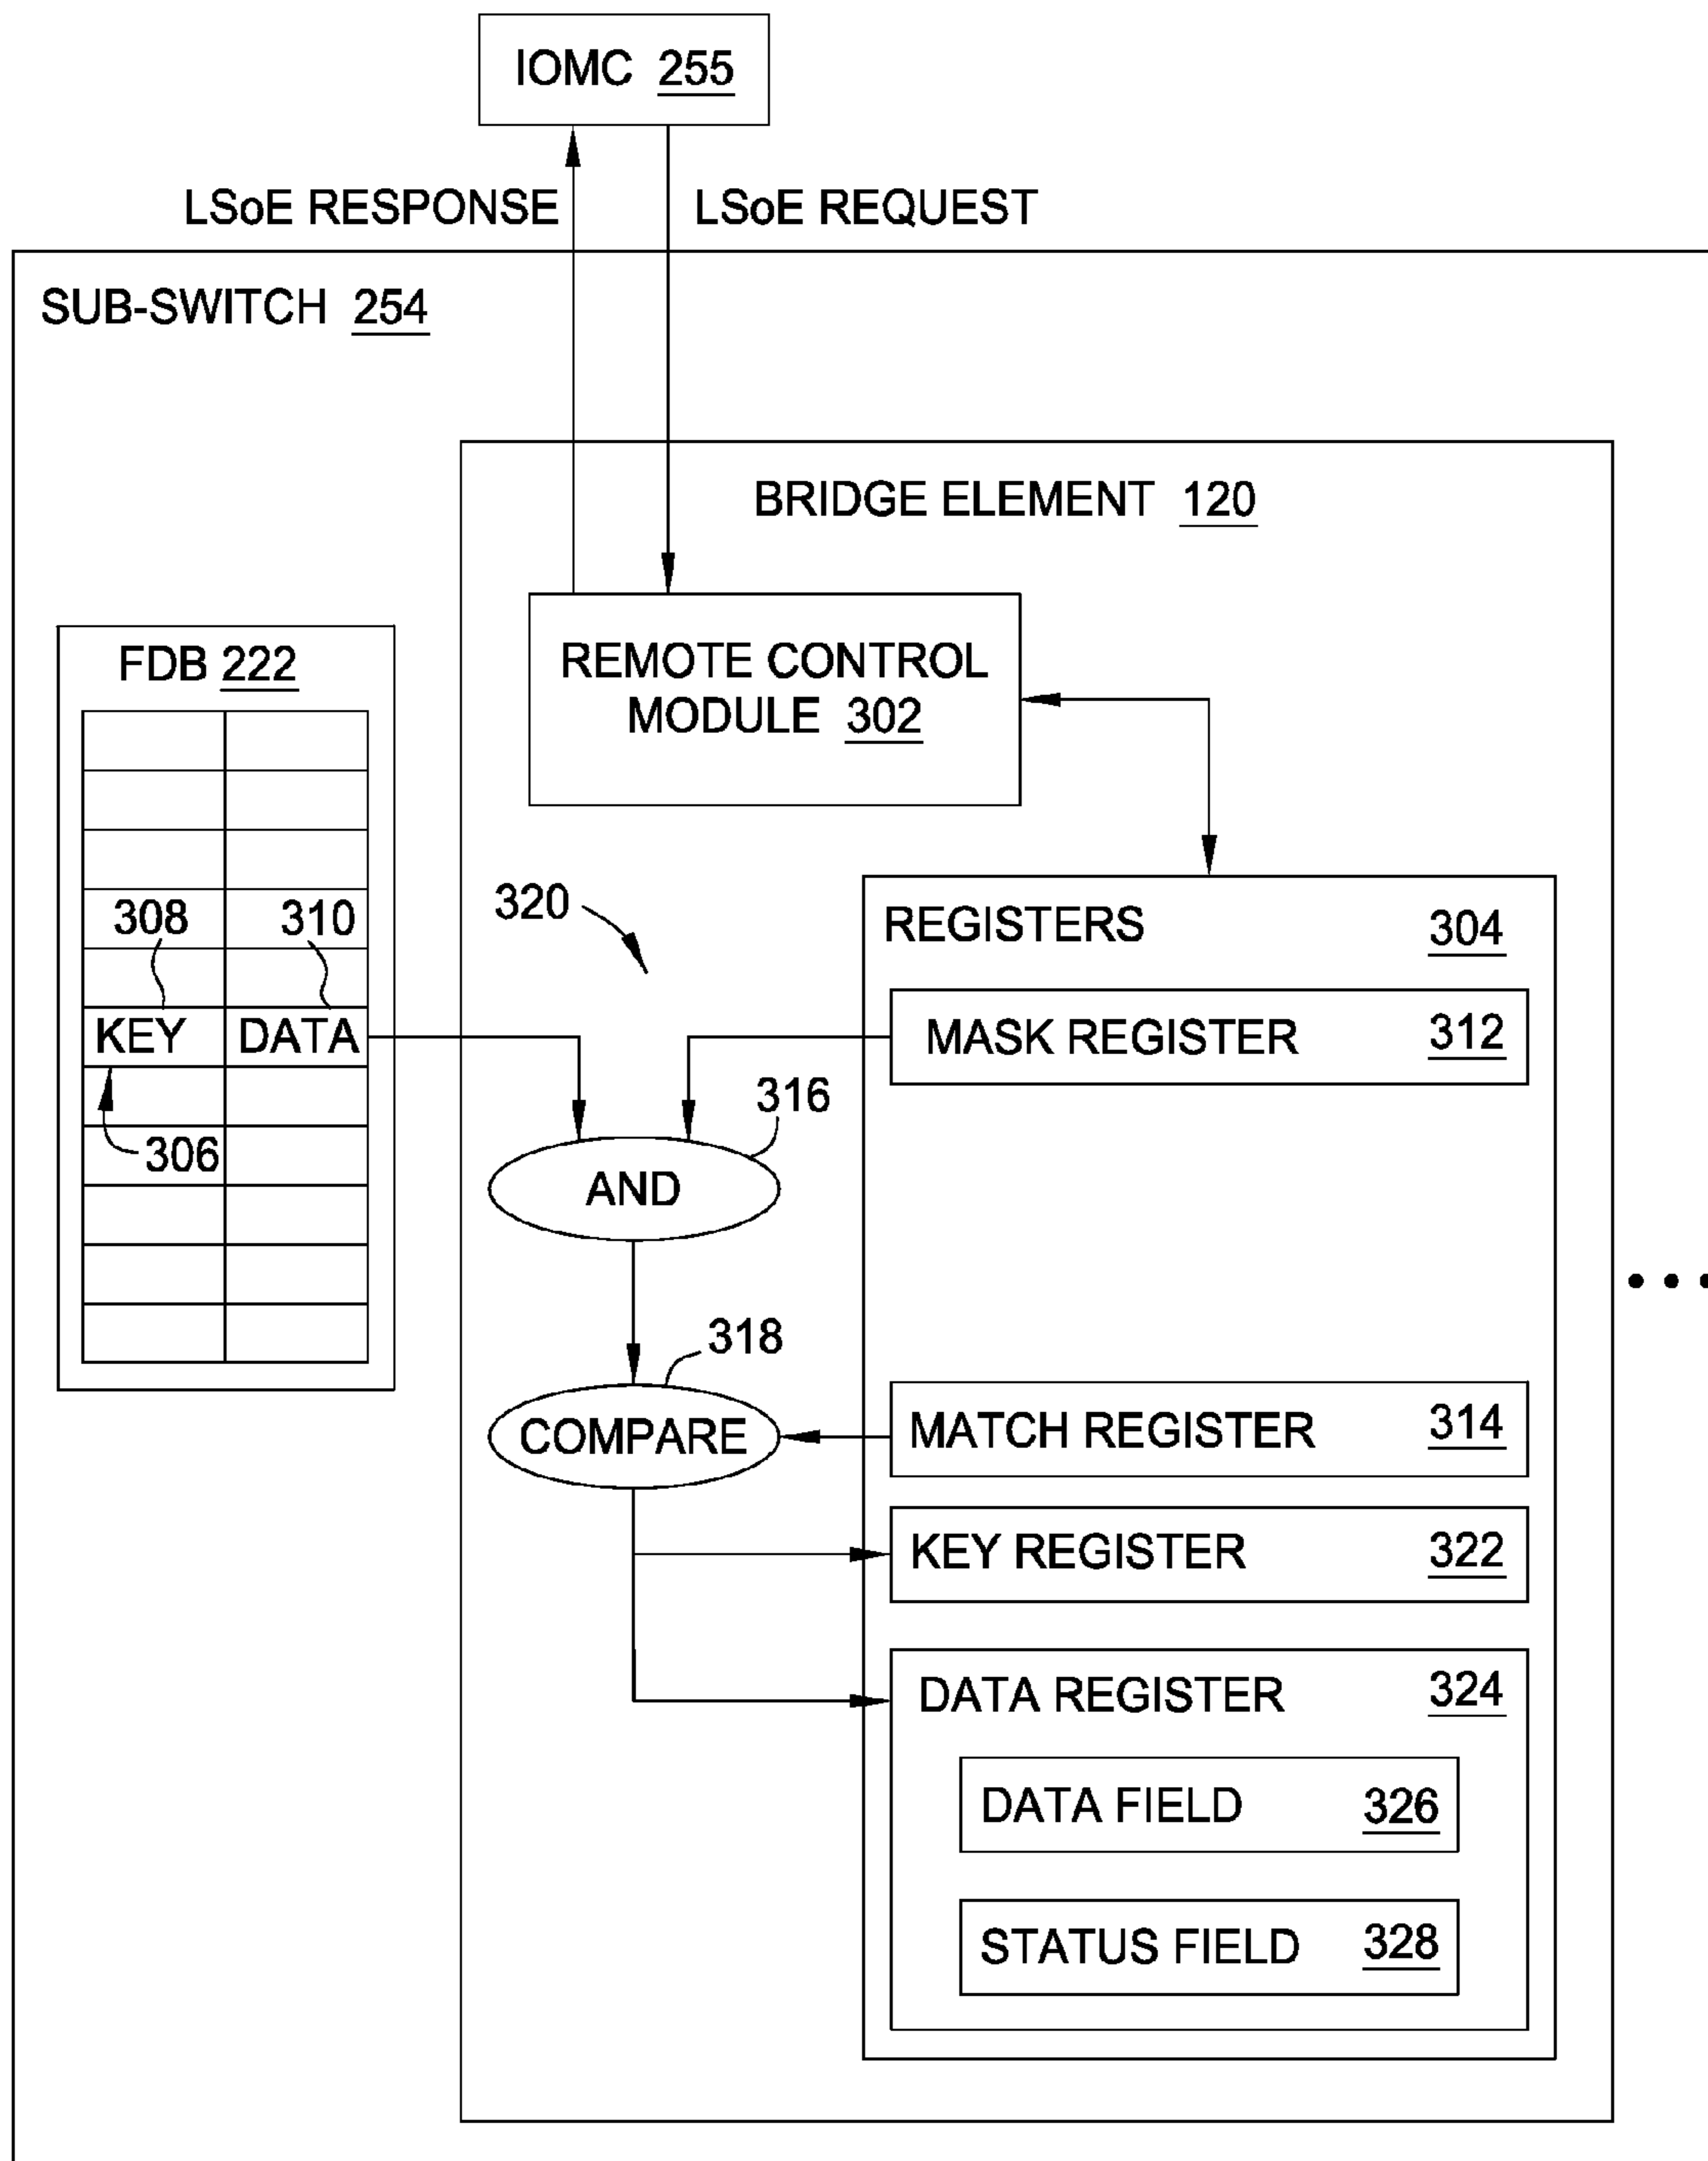 IOMC 255
LSoE RESPONSE
LSoE REQUEST
SUB-SWITCH 254
BRIDGE ELEMENT 120
FDB 222
REMOTE CONTROL
MODULE 302
308
310
320
REGISTERS 304
KEY
DATA
MASK REGISTER 312
306
316
AND
318
COMPARE
MATCH REGISTER 314
KEY REGISTER 322
DATA REGISTER 324
DATA FIELD 326
STATUS FIELD 328